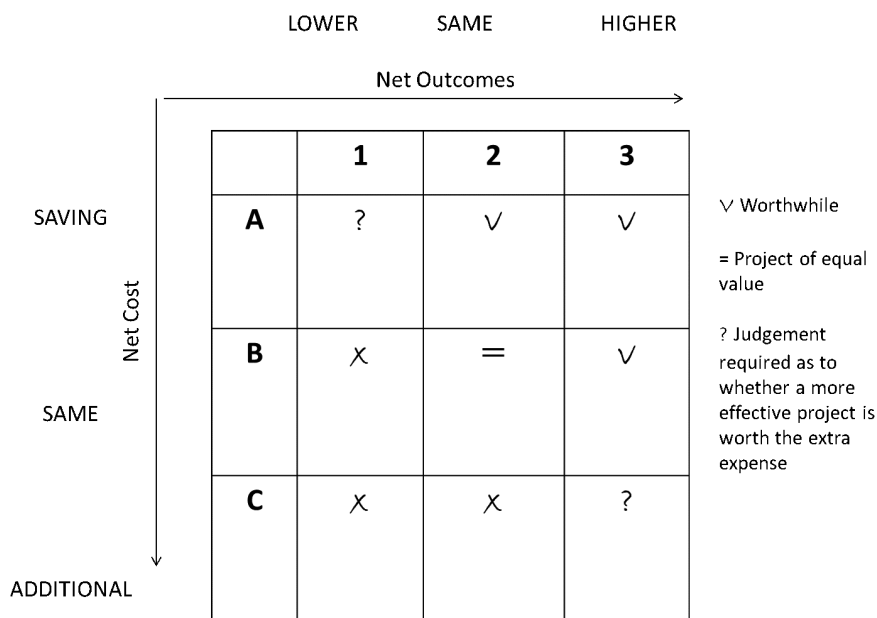 LOWER SAME HIGHER
Net Outcomes
1 2 3
SAVING
A ? √ √
√ Worthwhile
= Project of equal
value
Net Cost
B x = √
? Judgement
required as to
whether a more
effective project is
worth the extra
expense
SAME
C x x ?
ADDITIONAL